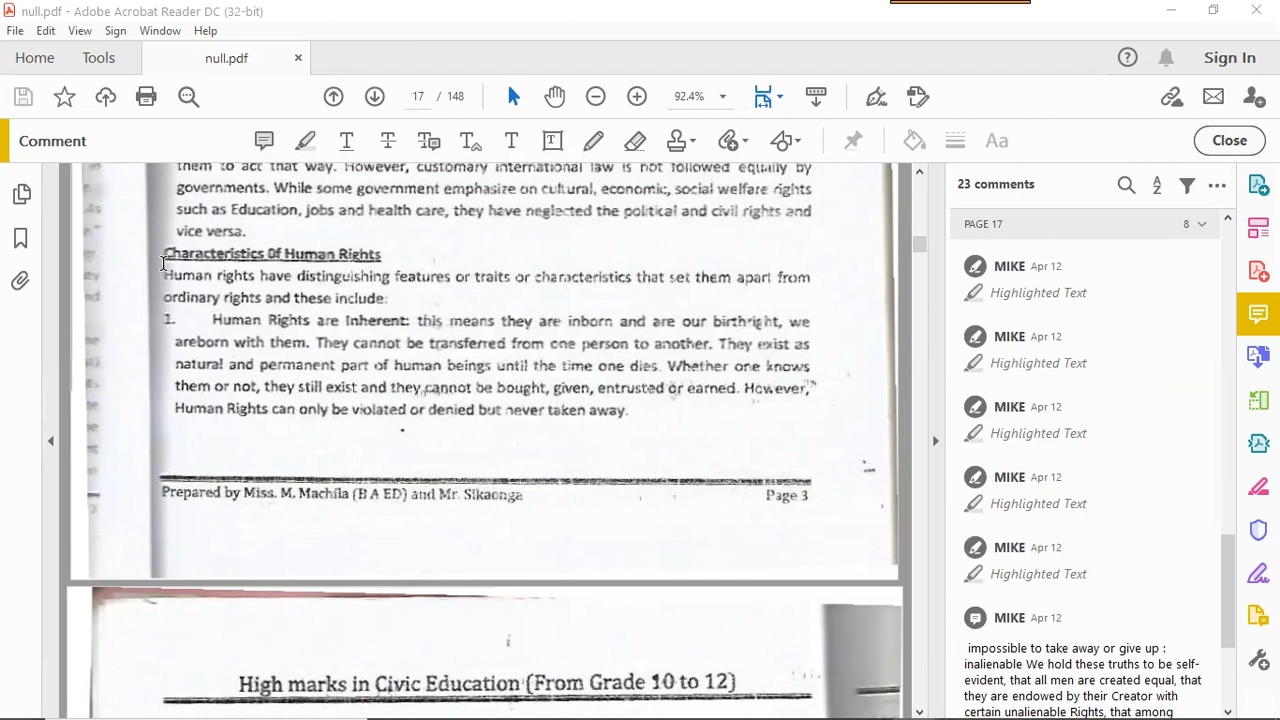 null.pdf - Adobe Acrobat Reader DC (32-bit)
File Edit View Sign Window Help
Home Tools null.pdf × Sign In
17 / 148 92.4%
Comment Close
them to act that way. However, customary international law is not followed equally by
governments. While some government emphasize on cultural, economic, social welfare rights
such as Education, jobs and health care, they have neglected the political and civil rights and
vice versa.
Characteristics Of Human Rights
Human rights have distinguishing features or traits or characteristics that set them apart from
ordinary rights and these include:
1. Human Rights are Inherent: this means they are inborn and are our birthright, we
areborn with them. They cannot be transferred from one person to another. They exist as
natural and permanent part of human beings until the time one dies. Whether one knows
them or not, they still exist and they cannot be bought, given, entrusted or earned. However,
Human Rights can only be violated or denied but never taken away.
Prepared by Miss. M. Machila (B A ED) and Mr. Sikaonga Page 3
High marks in Civic Education (From Grade 10 to 12)
23 comments
PAGE 17 8
MIKE Apr 12
Highlighted Text
MIKE Apr 12
Highlighted Text
MIKE Apr 12
Highlighted Text
MIKE Apr 12
Highlighted Text
MIKE Apr 12
Highlighted Text
MIKE Apr 12
impossible to take away or give up :
inalienable We hold these truths to be self-
evident, that all men are created equal, that
they are endowed by their Creator with
certain unalienable Rights, that among